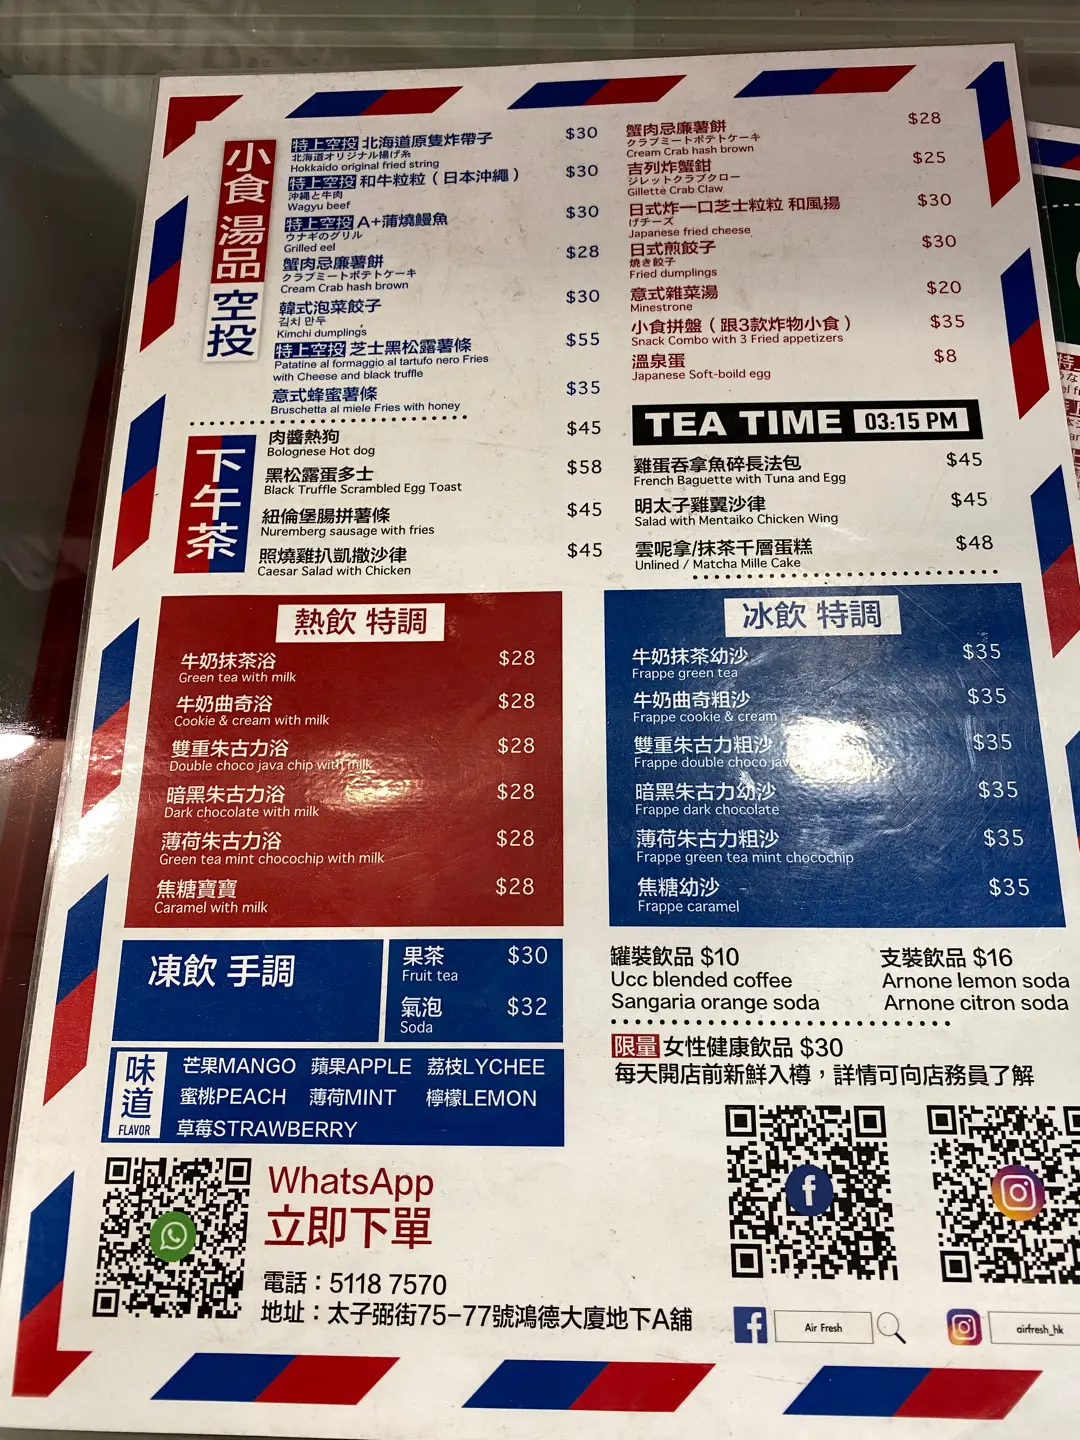 小食 湯品 空投
特上空投 北海道原隻炸帶子 $30
北海道オリジナル揚げ糸
Hokkaido original fried string
特上空投 和牛粒粒（日本沖繩） $30
沖縄と牛肉
Wagyu beef
特上空投 A+蒲燒鰻魚 $30
ウナギのグリル
Grilled eel
蟹肉忌廉薯餅 $28
クラブミートポテトケーキ
Cream Crab hash brown
韓式泡菜餃子 $30
김치 만두
Kimchi dumplings
特上空投 芝士黑松露薯條 $55
Patatine al formaggio al tartufo nero Fries
with Cheese and black truffle
意式蜂蜜薯條 $35
Bruschetta al miele Fries with honey
蟹肉忌廉薯餅 $28
クラブミートポテトケーキ
Cream Crab hash brown
吉列炸蟹鉗 $25
ジレットクラブクロー
Gillette Crab Claw
日式炸一口芝士粒粒 和風揚 $30
げチーズ
Japanese fried cheese
日式煎餃子 $30
焼き餃子
Fried dumplings
意式雜菜湯 $20
Minestrone
小食拼盤（跟3款炸物小食） $35
Snack Combo with 3 Fried appetizers
溫泉蛋 $8
Japanese Soft-boild egg
下午茶
肉醬熱狗 $45
Bolognese Hot dog
黑松露蛋多士 $58
Black Truffle Scrambled Egg Toast
紐倫堡腸拼薯條 $45
Nuremberg sausage with fries
照燒雞扒凱撒沙律 $45
Caesar Salad with Chicken
TEA TIME 03:15 PM
雞蛋吞拿魚碎長法包 $45
French Baguette with Tuna and Egg
明太子雞翼沙律 $45
Salad with Mentaiko Chicken Wing
雲呢拿/抹茶千層蛋糕 $48
Unlined / Matcha Mille Cake
熱飲 特調
牛奶抹茶浴 $28
Green tea with milk
牛奶曲奇浴 $28
Cookie & cream with milk
雙重朱古力浴 $28
Double choco java chip with milk
暗黑朱古力浴 $28
Dark chocolate with milk
薄荷朱古力浴 $28
Green tea mint chocochip with milk
焦糖寶寶 $28
Caramel with milk
冰飲 特調
牛奶抹茶幼沙 $35
Frappe green tea
牛奶曲奇粗沙 $35
Frappe cookie & cream
雙重朱古力粗沙 $35
Frappe double choco jav
暗黑朱古力幼沙 $35
Frappe dark chocolate
薄荷朱古力粗沙 $35
Frappe green tea mint chocochip
焦糖幼沙 $35
Frappe caramel
凍飲 手調
果茶 $30
Fruit tea
氣泡 $32
Soda
味道
FLAVOR
芒果MANGO 蘋果APPLE 荔枝LYCHEE
蜜桃PEACH 薄荷MINT 檸檬LEMON
草莓STRAWBERRY
罐裝飲品 $10
Ucc blended coffee
Sangaria orange soda
支裝飲品 $16
Arnone lemon soda
Arnone citron soda
限量 女性健康飲品 $30
每天開店前新鮮入樽，詳情可向店務員了解
WhatsApp
立即下單
電話：5118 7570
地址：太子弼街75-77號鴻德大廈地下A舖
Air Fresh
airfresh_hk